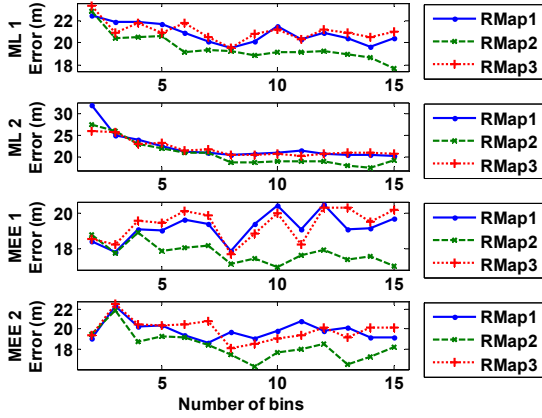 ML 1
Error (m)
22
20
18
5
10
15
RMap1
RMap2
RMap3
ML 2
Error (m)
30
25
20
5
10
15
RMap1
RMap2
RMap3
MEE 1
Error (m)
20
18
5
10
15
RMap1
RMap2
RMap3
MEE 2
Error (m)
22
20
18
5
10
15
Number of bins
RMap1
RMap2
RMap3